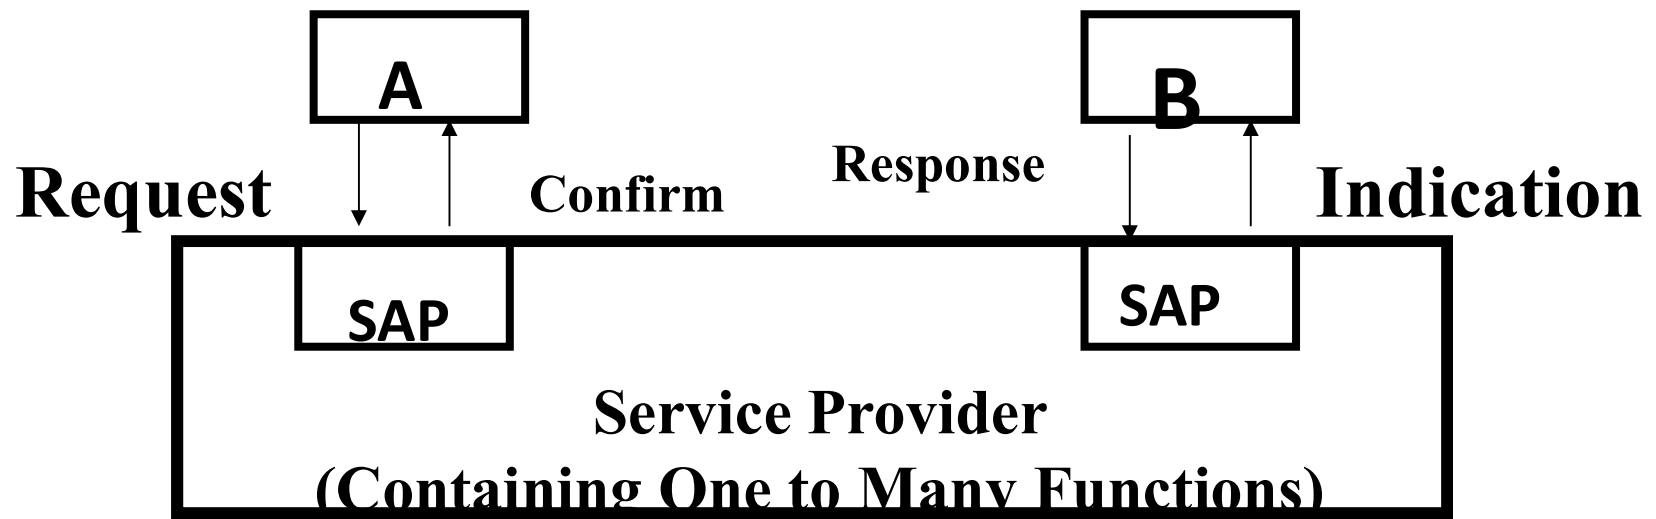 A
B
Request
Confirm
Response
Indication
SAP
SAP
Service Provider
(Containing One to Many Functions)